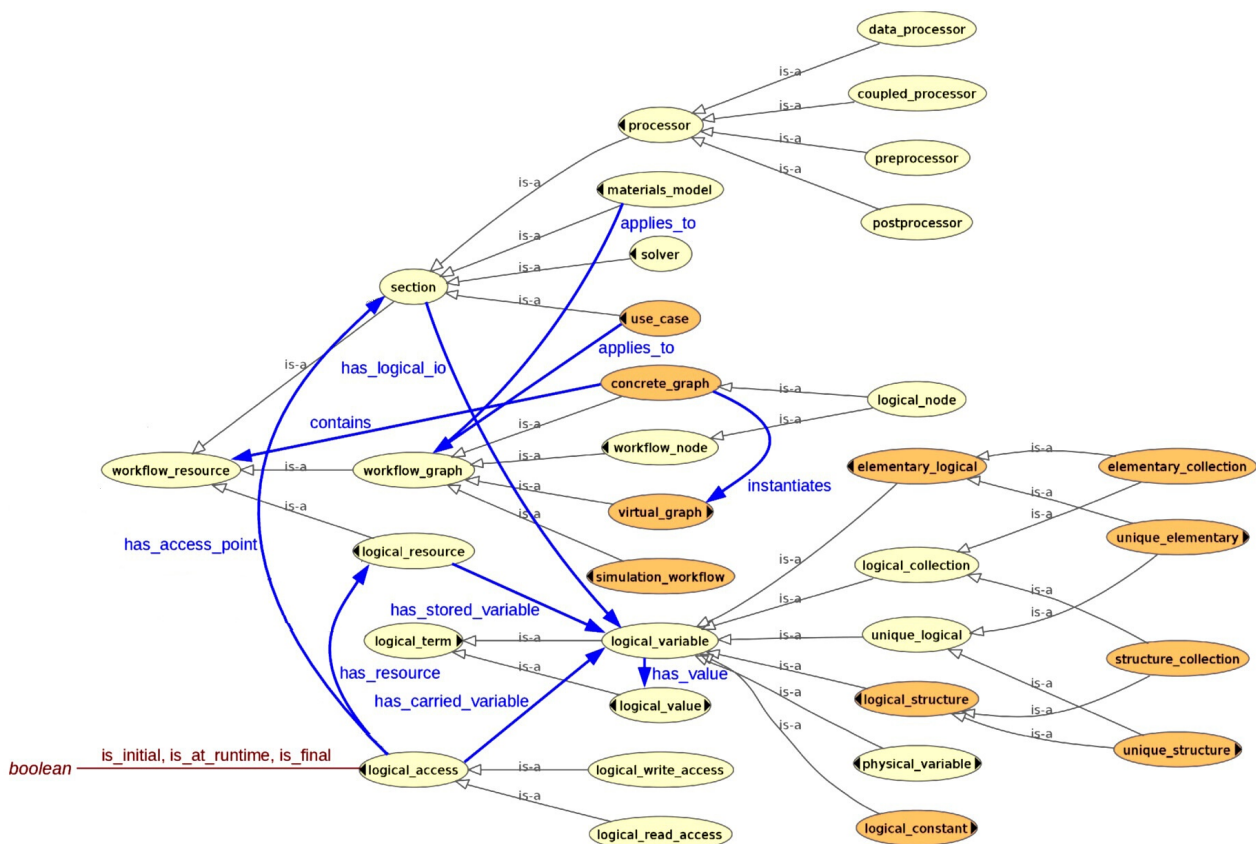 data_processor
is-a
coupled_processor
is-a
processor
is-a
preprocessor
is-a
is-a
materials_model
postprocessor
applies_to
is-a
solver
is-a
section
is-a
use_case
applies_to
has_logical_io
is-a
concrete_graph
is-a
logical_node
contains
is-a
is-a
workflow_node
is-a
workflow_resource
is-a
workflow_graph
is-a
elementary_logical
elementary_collection
instantiates
is-a
virtual_graph
is-a
is-a
is-a
unique_elementary
has_access_point
logical_resource
is-a
logical_collection
simulation_workflow
is-a
is-a
has_stored_variable
is-a
logical_term
is-a
logical_variable
is-a
unique_logical
structure_collection
has_resource
is-a
has_value
is-a
is-a
has_carried_variable
logical_value
logical_structure
is-a
is-a
is-a
is-a
unique_structure
boolean
is_initial, is_at_runtime, is_final
logical_access
is-a
logical_write_access
physical_variable
is-a
logical_read_access
logical_constant